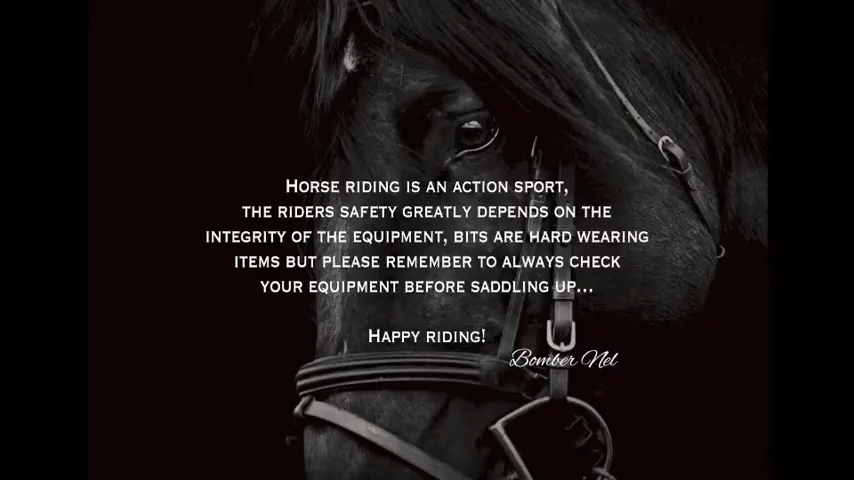 Horse riding is an action sport,
the riders safety greatly depends on the
integrity of the equipment, bits are hard wearing
items but please remember to always check
your equipment before saddling up...
Happy riding!
Bomber Nel